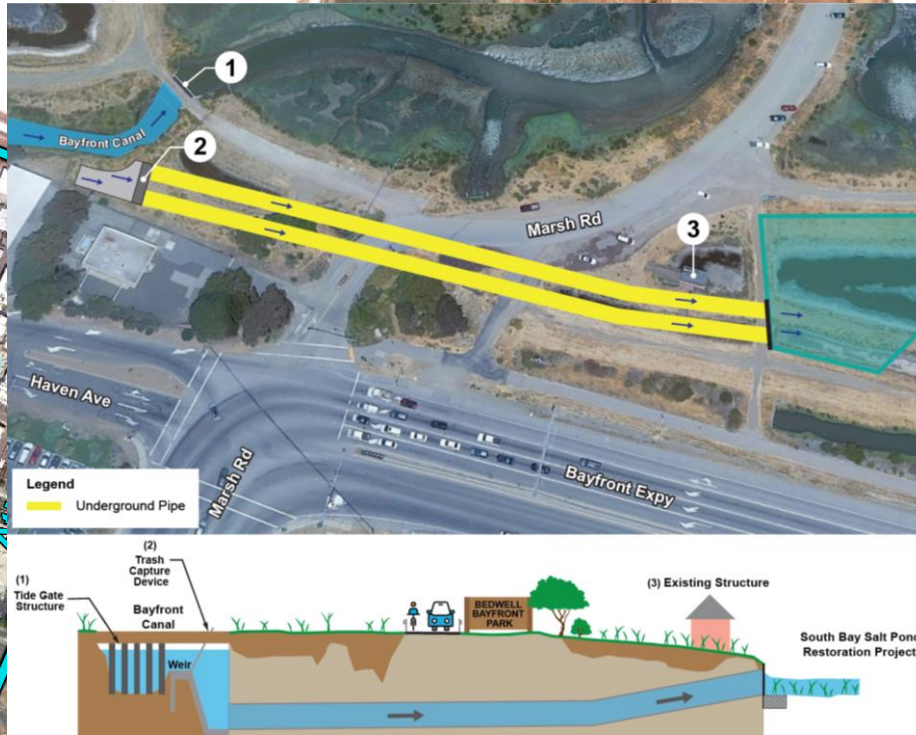 1
Bayfront Canal
2
Marsh Rd
3
Haven Ave
Marsh Rd
Bayfront Expy
Legend
Underground Pipe
(1)
Tide Gate
Structure
(2)
Trash
Capture
Device
Bayfront
Canal
Weir
BEDWELL
BAYFRONT
PARK
(3) Existing Structure
South Bay Salt Pond
Restoration Project